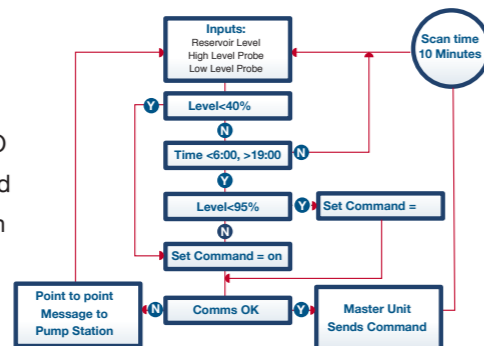 Inputs:
Reservoir Level
High Level Probe
Low Level Probe
Scan time
10 Minutes
Y
Level<40%
N
Time <6:00, >19:00
N
Y
Level<95%
Y
Set Command =
N
Set Command = on
Point to point
Message to
Pump Station
N
Comms OK
Y
Master Unit
Sends Command